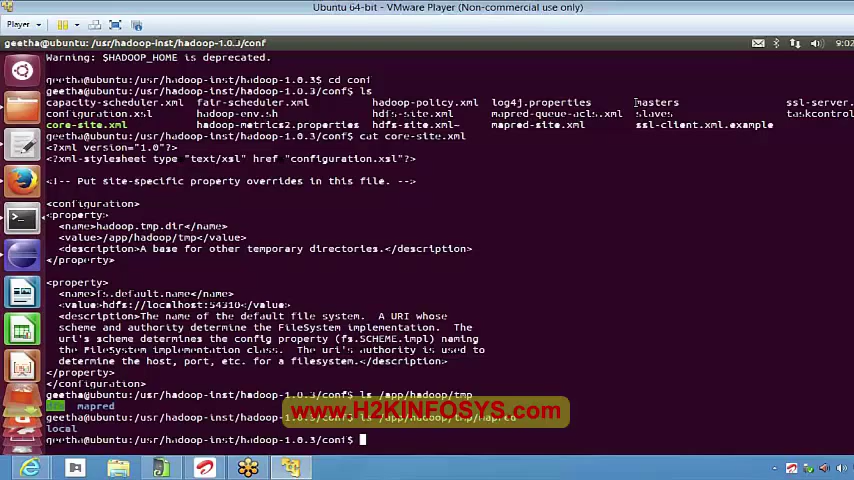 Ubuntu 64-bit - VMware Player (Non-commercial use only)
Player
geetha@ubuntu: /usr/hadoop-inst/hadoop-1.0.3/conf
9:02
Warning: $HADOOP_HOME is deprecated.
geetha@ubuntu:/usr/hadoop-inst/hadoop-1.0.3$ cd conf
geetha@ubuntu:/usr/hadoop-inst/hadoop-1.0.3/conf$ ls
capacity-scheduler.xml fair-scheduler.xml hadoop-policy.xml log4j.properties masters ssl-server.
configuration.xsl hadoop-env.sh hdfs-site.xml mapred-queue-acls.xml slaves taskcontrol
core-site.xml hadoop-metrics2.properties hdfs-site.xml~ mapred-site.xml ssl-client.xml.example
geetha@ubuntu:/usr/hadoop-inst/hadoop-1.0.3/conf$ cat core-site.xml
<?xml version="1.0"?>
<?xml-stylesheet type="text/xsl" href="configuration.xsl"?>
<!-- Put site-specific property overrides in this file. -->
<configuration>
<property>
<name>hadoop.tmp.dir</name>
<value>/app/hadoop/tmp</value>
<description>A base for other temporary directories.</description>
</property>
<property>
<name>fs.default.name</name>
<value>hdfs://localhost:54310</value>
<description>The name of the default file system. A URI whose
scheme and authority determine the FileSystem implementation. The
uri's scheme determines the config property (fs.SCHEME.impl) naming
the FileSystem implementation class. The uri's authority is used to
determine the host, port, etc. for a filesystem.</description>
</property>
</configuration>
geetha@ubuntu:/usr/hadoop-inst/hadoop-1.0.3/conf$ ls /app/hadoop/tmp
mapred
geetha@ubuntu:/usr/hadoop-inst/hadoop-1.0.3/conf$ ls /app/hadoop/tmp/mapred
www.H2KINFOSYS.com
local
geetha@ubuntu:/usr/hadoop-inst/hadoop-1.0.3/conf$